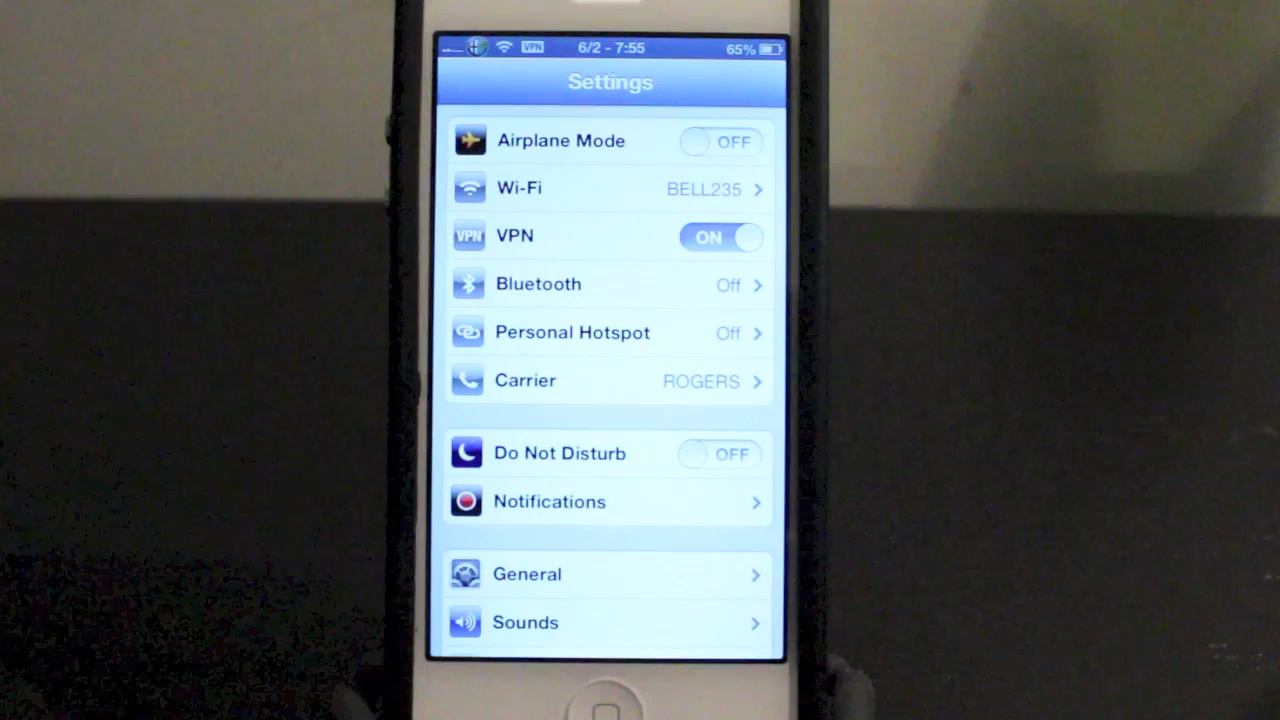 VPN 6/2 - 7:55 65%
Settings
Airplane Mode OFF
Wi-Fi BELL235
VPN VPN ON
Bluetooth Off
Personal Hotspot Off
Carrier ROGERS
Do Not Disturb OFF
Notifications
General
Sounds